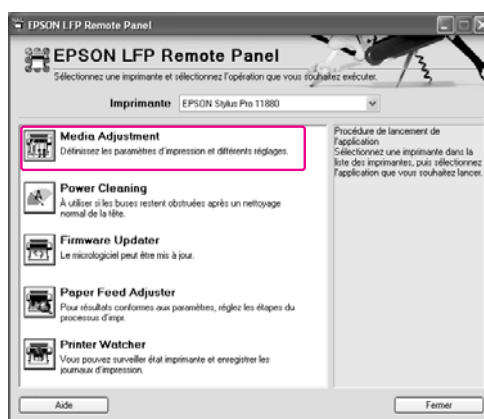 EPSON LFP Remote Panel
EPSON LFP Remote Panel
Sélectionnez une imprimante et sélectionnez l'opération que vous souhaitez exécuter.
Imprimante EPSON Stylus Pro 11880
Media Adjustment
Définissez les paramètres d'impression et différents réglages.
Power Cleaning
À utiliser si les buses restent obstruées après un nettoyage
normal de la tête.
Firmware Updater
Le micrologiciel peut être mis à jour.
Paper Feed Adjuster
Pour résultats conformes aux paramètres, réglez les étapes du
processus d'impr.
Printer Watcher
Vous pouvez surveiller état imprimante et enregistrer les
journaux d'impression.
Procédure de lancement de
l'application
Sélectionnez une imprimante dans la
liste des imprimantes, puis sélectionnez
l'application que vous souhaitez lancer.
Aide
Fermer